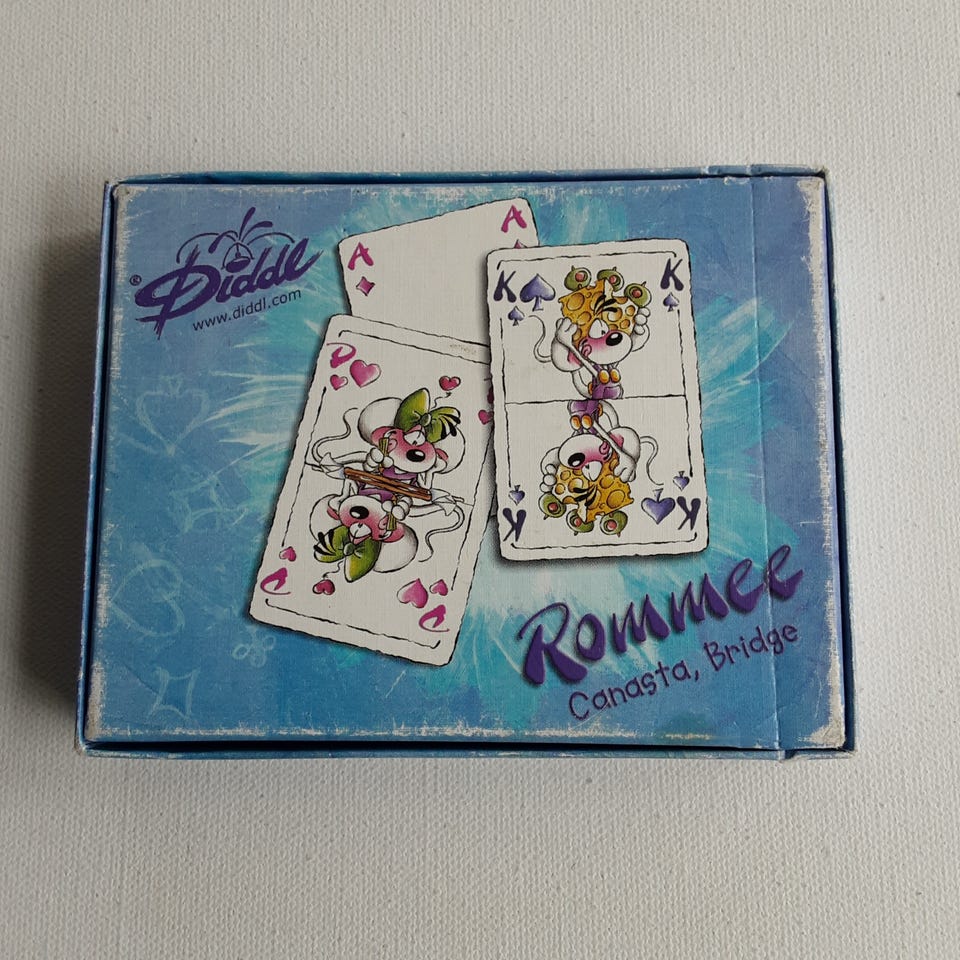 ® Diddl
www.diddl.com
A A
A
K K
K K
Rommee
Canasta, Bridge